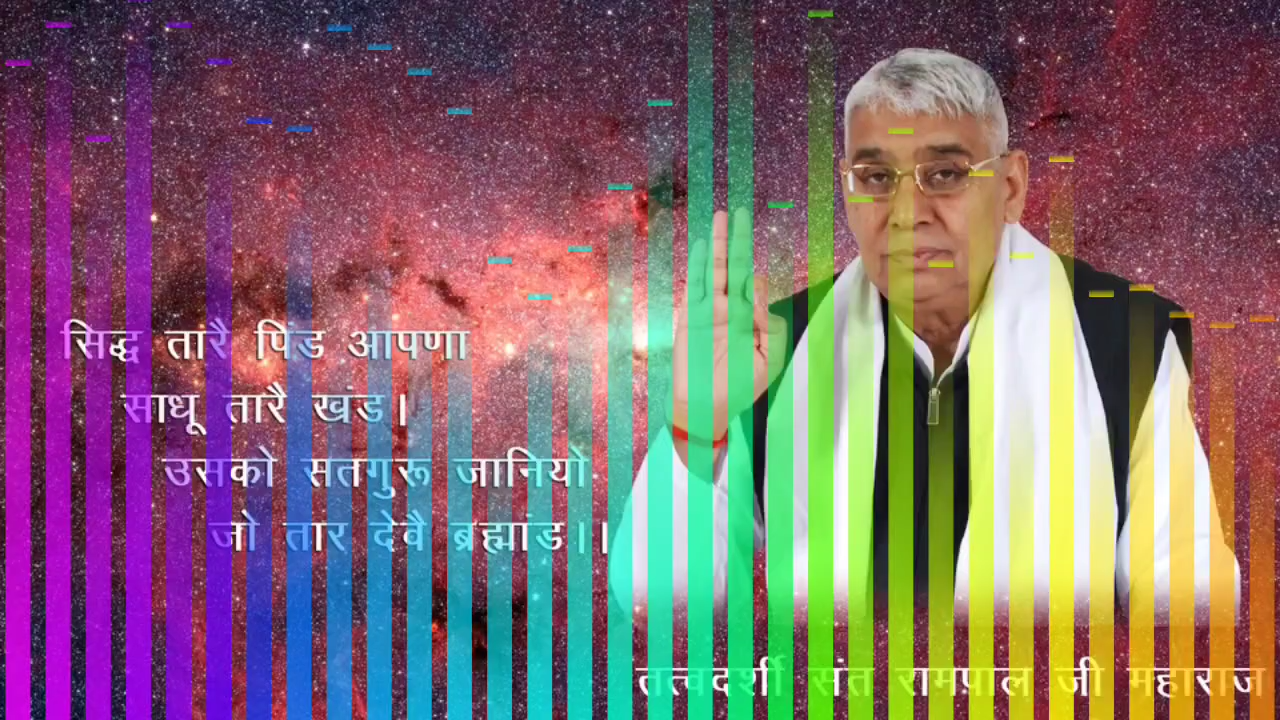 सिद्ध तारै पिंड आपणा
साधू तारै खंड।
उसको सतगुरू जानियो
जो तार देवै ब्रह्मांड।।
तत्वदर्शी संत रामपाल जी महाराज